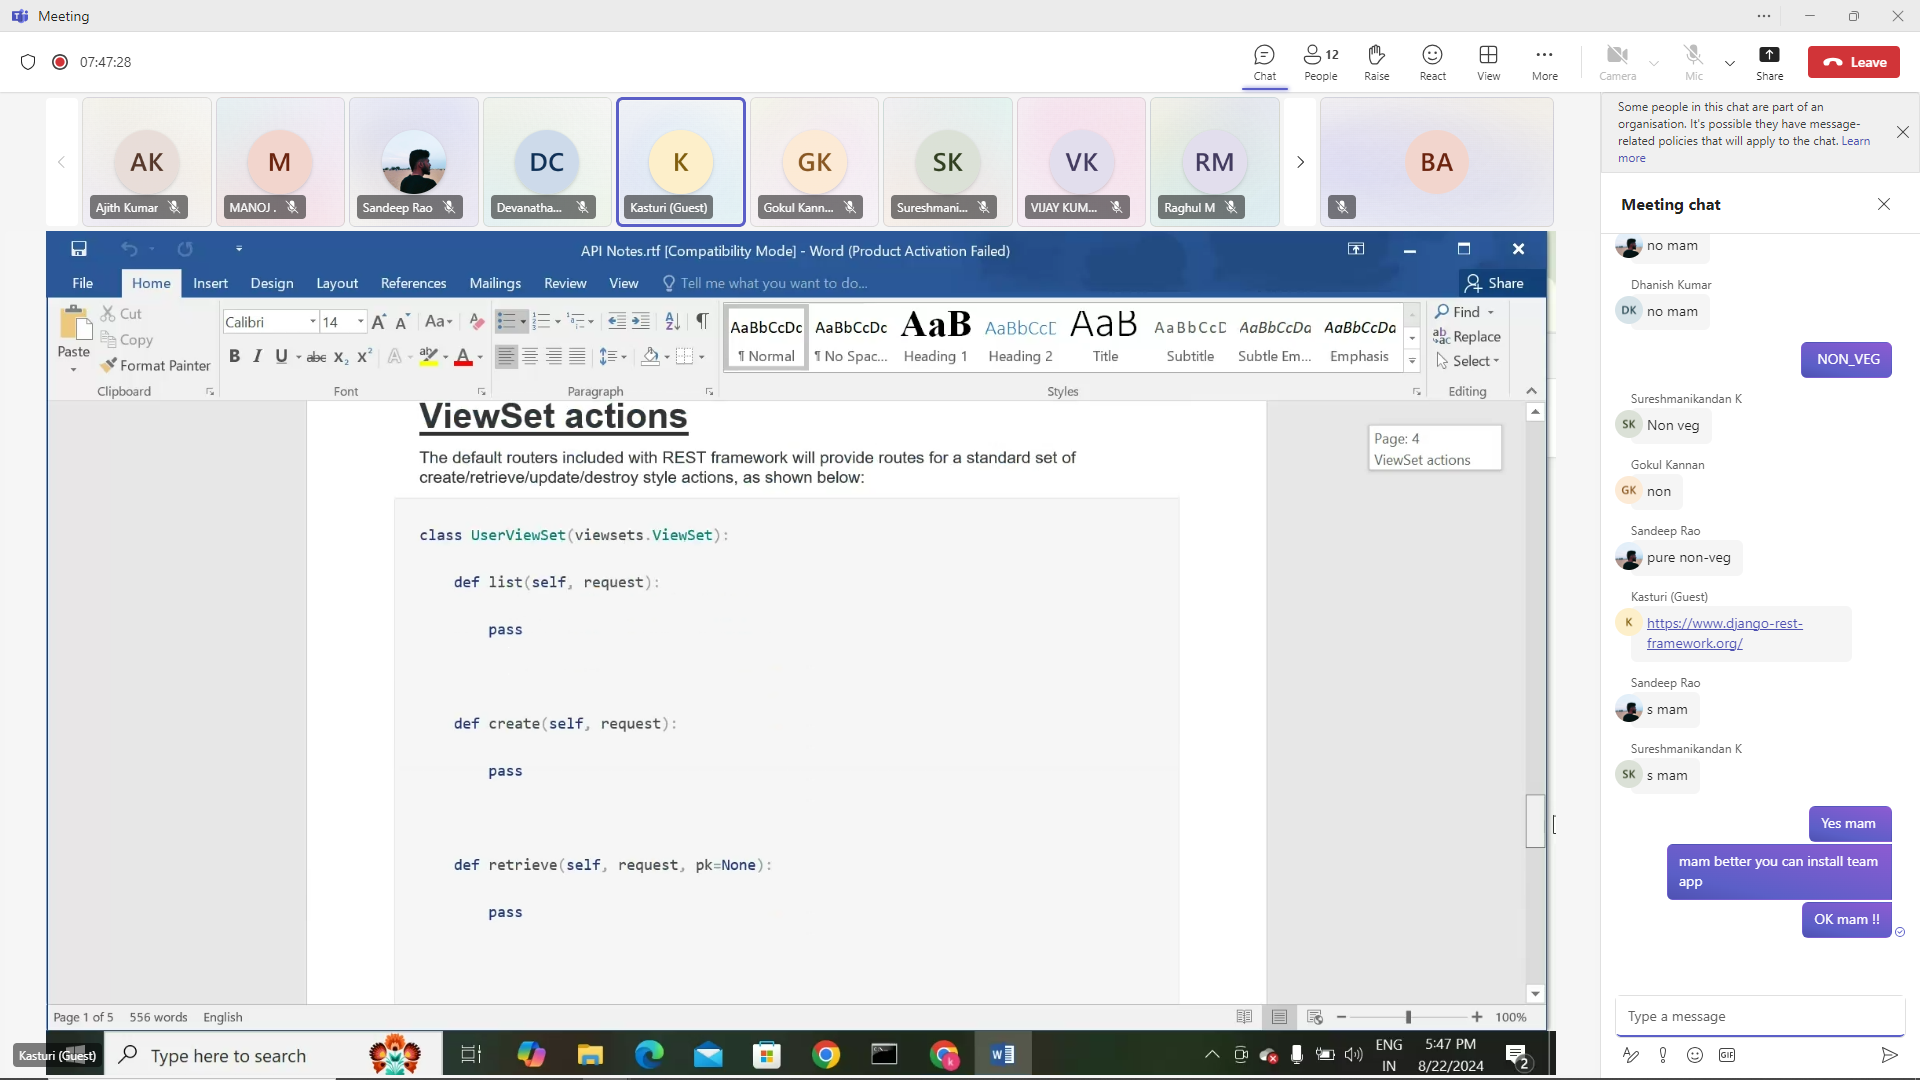 Meeting
07:47:28
Chat
12
People
Raise
React
View
More
Camera
Mic
Share
Leave
AK
Ajith Kumar
M
MANOJ .
Sandeep Rao
DC
Devanatha...
K
Kasturi (Guest)
GK
Gokul Kann...
SK
Sureshmani...
VK
VIJAY KUM...
RM
Raghul M
BA
API Notes.rtf [Compatibility Mode] - Word (Product Activation Failed)
File
Home
Insert
Design
Layout
References
Mailings
Review
View
Tell me what you want to do...
Share
Paste
Cut
Copy
Format Painter
Clipboard
Calibri
14
Font
Paragraph
AaBbCcDc
¶ Normal
AaBbCcDc
¶ No Spac...
AaB
Heading 1
AaBbCcE
Heading 2
AaB
Title
AaBbCcD
Subtitle
AaBbCcDa
Subtle Em...
AaBbCcDa
Emphasis
Styles
Find
Replace
Select
Editing
ViewSet actions
The default routers included with REST framework will provide routes for a standard set of
create/retrieve/update/destroy style actions, as shown below:
class UserViewSet(viewsets.ViewSet):
def list(self, request):
pass
def create(self, request):
pass
def retrieve(self, request, pk=None):
pass
Page: 4
ViewSet actions
Page 1 of 5
556 words
English
100%
Kasturi (Guest)
Type here to search
ENG
IN
5:47 PM
8/22/2024
2
Some people in this chat are part of an
organisation. It's possible they have message-
related policies that will apply to the chat. Learn
more
Meeting chat
no mam
Dhanish Kumar
DK
no mam
NON_VEG
Sureshmanikandan K
SK
Non veg
Gokul Kannan
GK
non
Sandeep Rao
pure non-veg
Kasturi (Guest)
K
https://www.django-rest-
framework.org/
Sandeep Rao
s mam
Sureshmanikandan K
SK
s mam
Yes mam
mam better you can install team
app
OK mam !!
Type a message
GIF